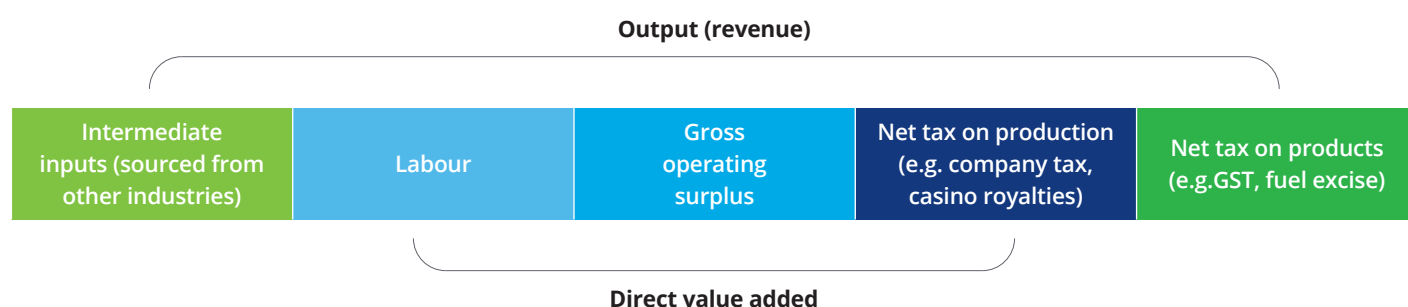 Output (revenue)
Intermediate
inputs (sourced from
other industries)
Labour
Gross
operating
surplus
Net tax on production
(e.g. company tax,
casino royalties)
Net tax on products
(e.g.GST, fuel excise)
Direct value added